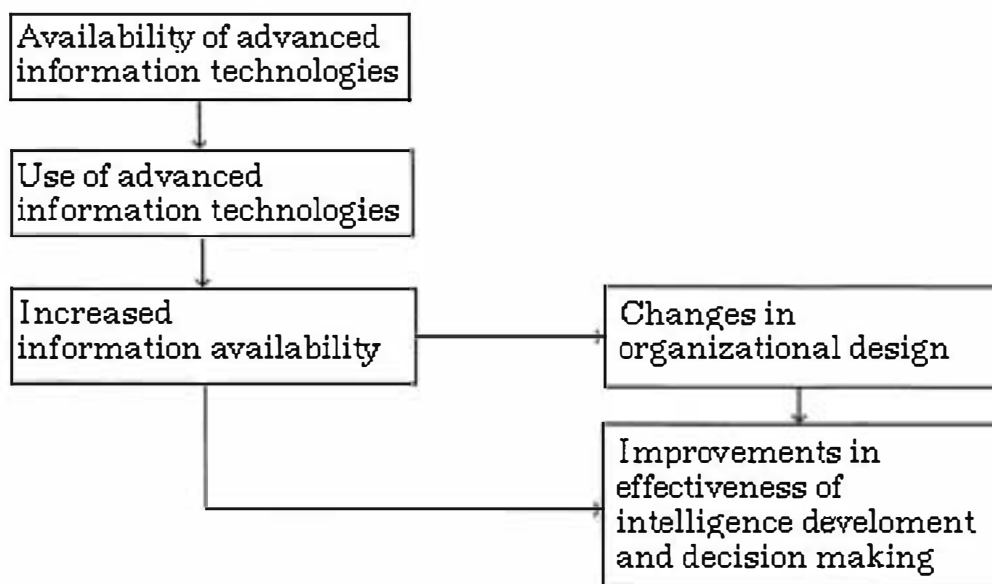 Availability of advanced
information technologies
Use of advanced
information technologies
Increased
information availability
Changes in
organizational design
Improvements in
effectiveness of
intelligence develoment
and decision making